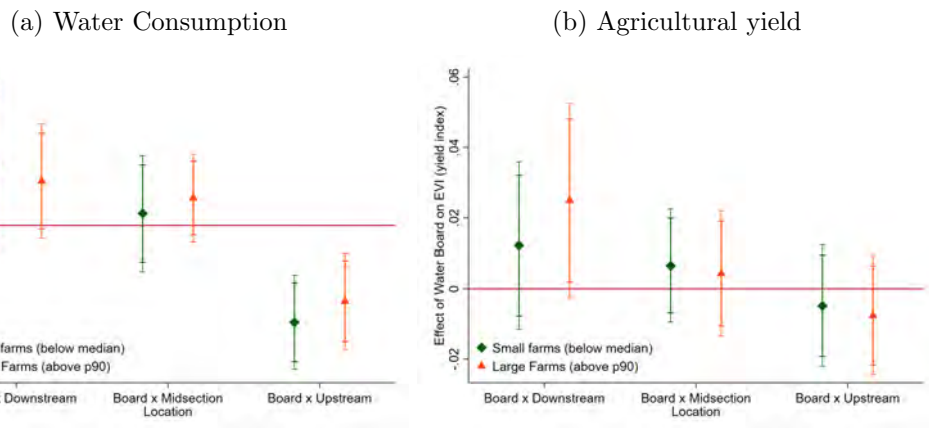 (a) Water Consumption
farms (below median)
Farms (above p90)
Downstream
Board x Midsection
Board x Upstream
Location
(b) Agricultural yield
Effect of Water Board on EVI (yield index)
.06
.04
.02
0
-.02
Small farms (below median)
Large Farms (above p90)
Board x Downstream
Board x Midsection
Board x Upstream
Location